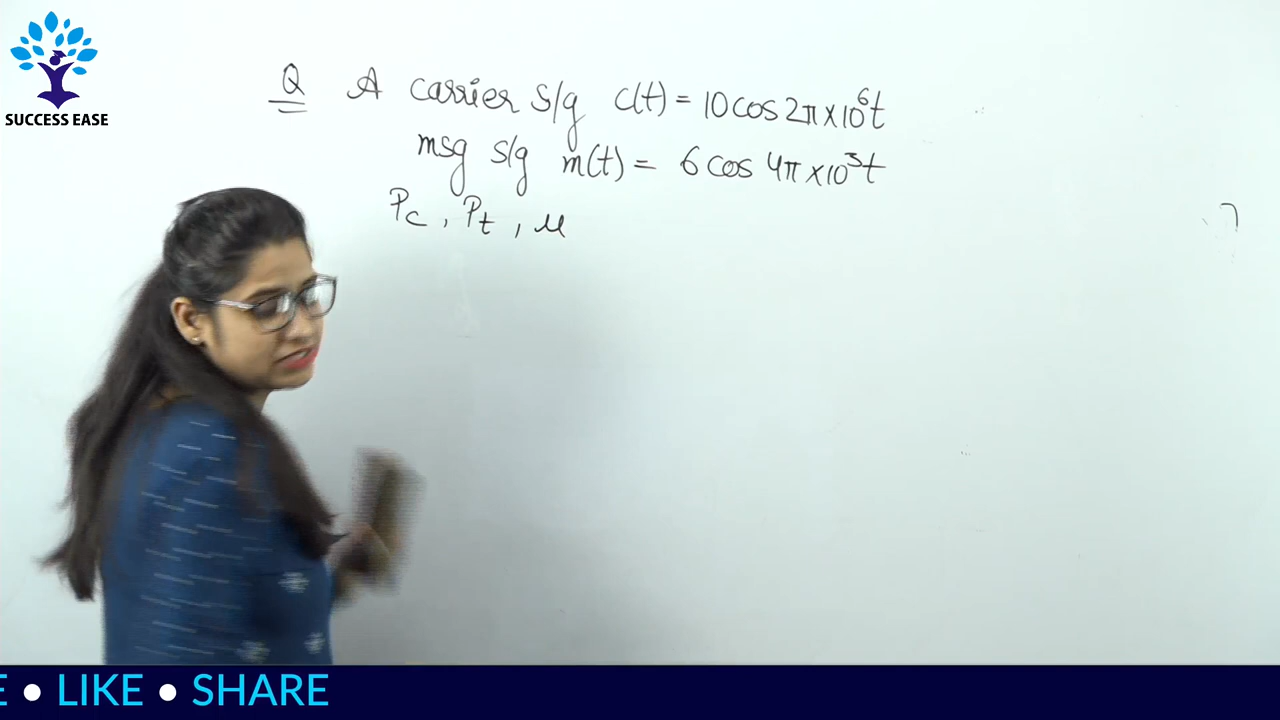 SUCCESS EASE
Q A carrier s/g c(t) = 10 cos 2π×10⁶t
msg s/g m(t) = 6 cos 4π×10³t
Pc, Pt, μ
E • LIKE • SHARE